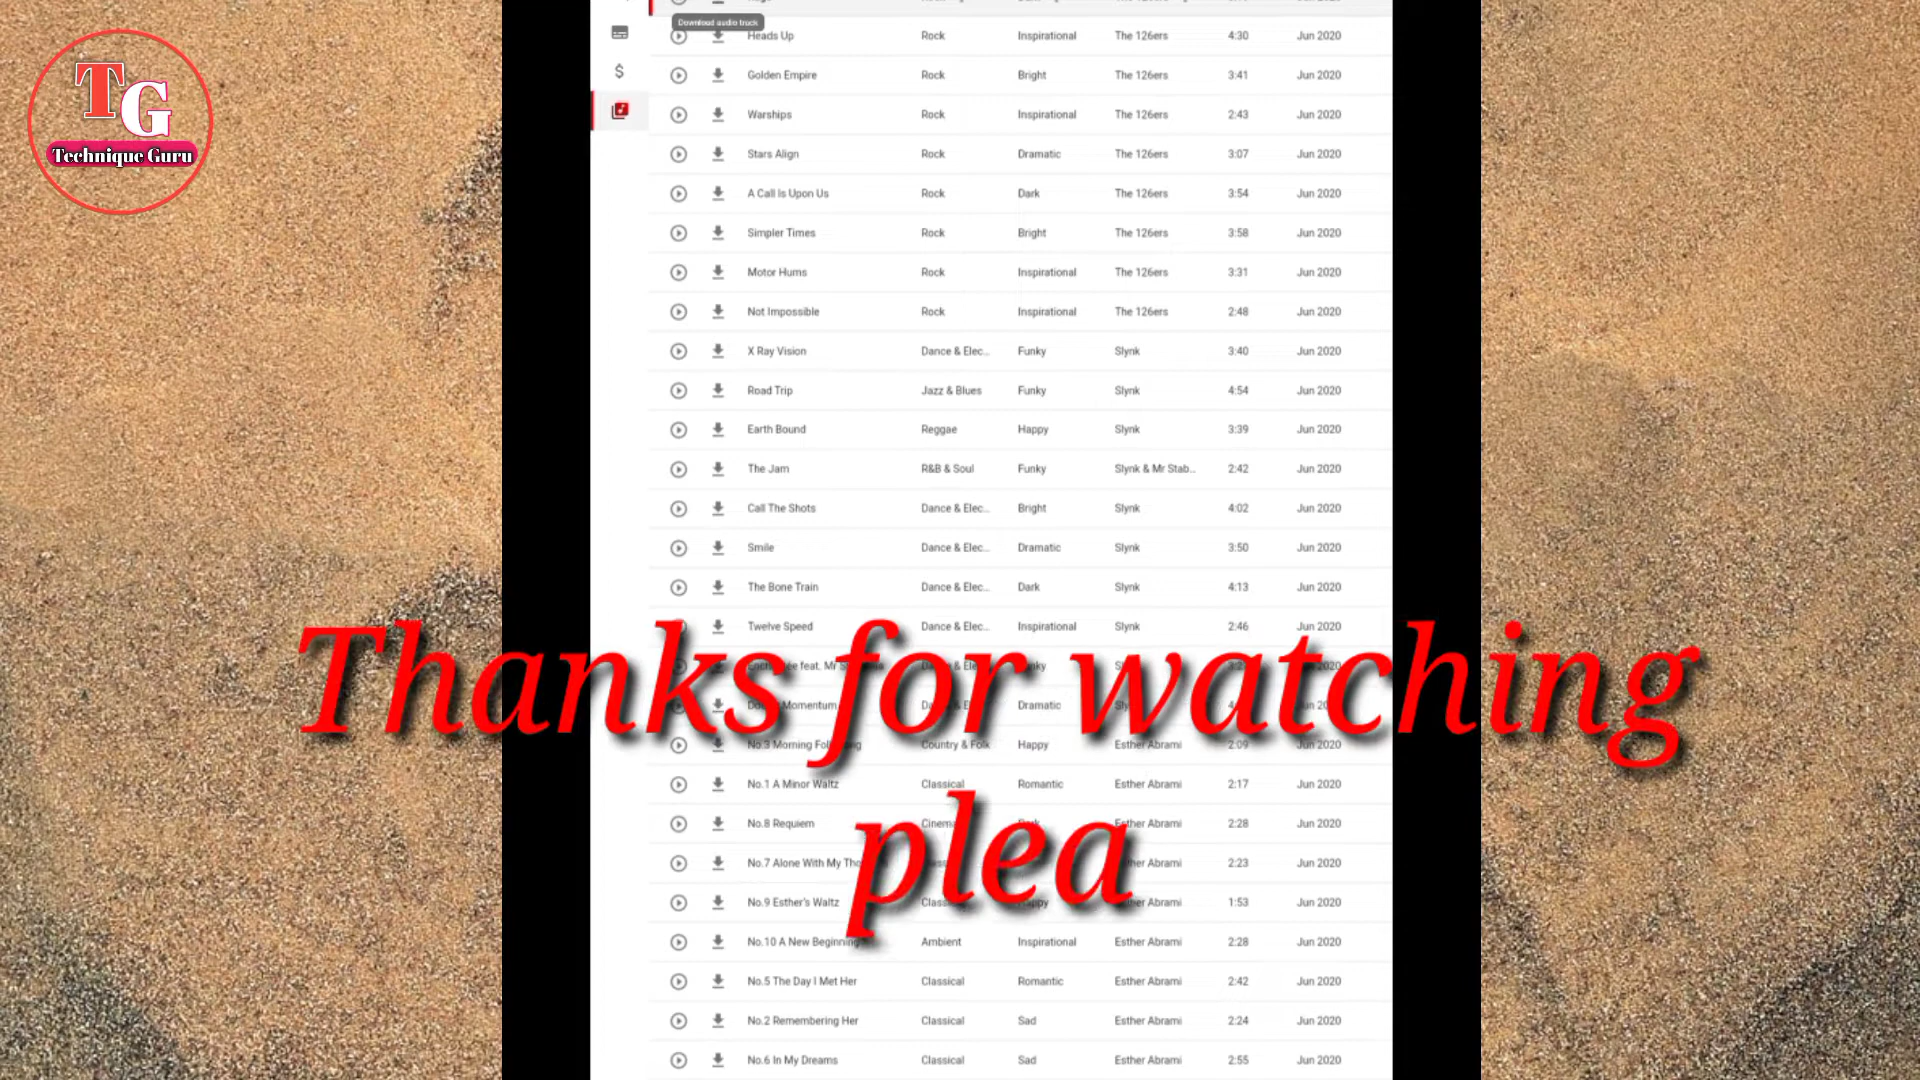 TG
Technique Guru
Download audio track
Heads Up Rock Inspirational The 126ers 4:30 Jun 2020
Golden Empire Rock Bright The 126ers 3:41 Jun 2020
Warships Rock Inspirational The 126ers 2:43 Jun 2020
Stars Align Rock Dramatic The 126ers 3:07 Jun 2020
A Call Is Upon Us Rock Dark The 126ers 3:54 Jun 2020
Simpler Times Rock Bright The 126ers 3:58 Jun 2020
Motor Hums Rock Inspirational The 126ers 3:31 Jun 2020
Not Impossible Rock Inspirational The 126ers 2:48 Jun 2020
X Ray Vision Dance & Elec... Funky Slynk 3:40 Jun 2020
Road Trip Jazz & Blues Funky Slynk 4:54 Jun 2020
Earth Bound Reggae Happy Slynk 3:39 Jun 2020
The Jam R&B & Soul Funky Slynk & Mr Stab... 2:42 Jun 2020
Call The Shots Dance & Elec... Bright Slynk 4:02 Jun 2020
Smile Dance & Elec... Dramatic Slynk 3:50 Jun 2020
The Bone Train Dance & Elec... Dark Slynk 4:13 Jun 2020
Twelve Speed Dance & Elec... Inspirational Slynk 2:46 Jun 2020
feat. Mr
Momentum Dramatic
Thanks for watching
No.3 Morning Country & Folk Happy Esther Abrami 2:09 Jun 2020
No.1 A Minor Waltz Classical Romantic Esther Abrami 2:17 Jun 2020
No.8 Requiem Esther Abrami 2:28 Jun 2020
plea
No.7 Alone With My Abrami 2:23 Jun 2020
No.9 Esther's Waltz Abrami 1:53 Jun 2020
No.10 A New Beginning Ambient Inspirational Esther Abrami 2:28 Jun 2020
No.5 The Day I Met Her Classical Romantic Esther Abrami 2:42 Jun 2020
No.2 Remembering Her Classical Sad Esther Abrami 2:24 Jun 2020
No.6 In My Dreams Classical Sad Esther Abrami 2:55 Jun 2020